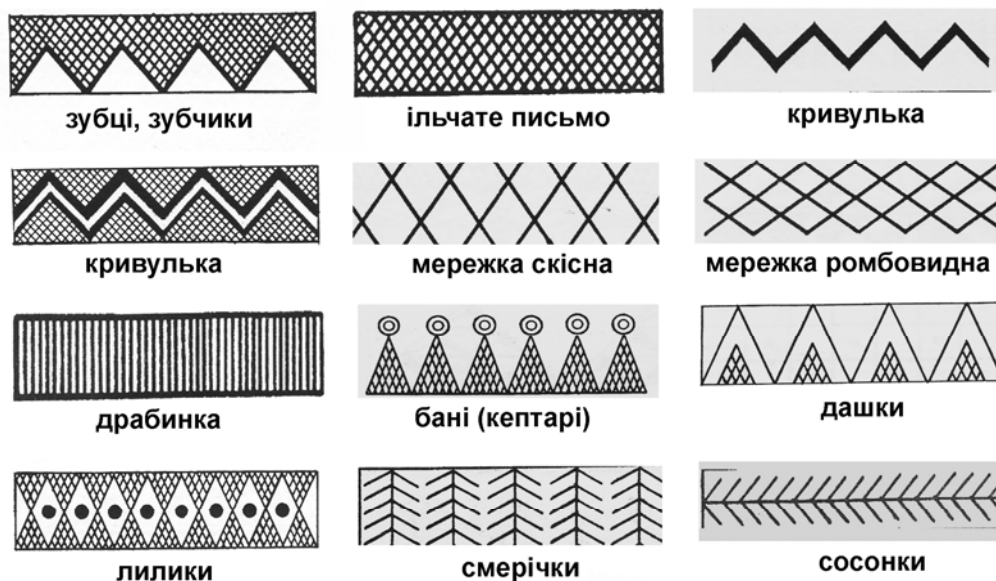 зубці, зубчики
ільчате письмо
кривулька
кривулька
мережка скісна
мережка ромбовидна
драбинка
бані (кептарі)
дашки
лилики
смерічки
сосонки